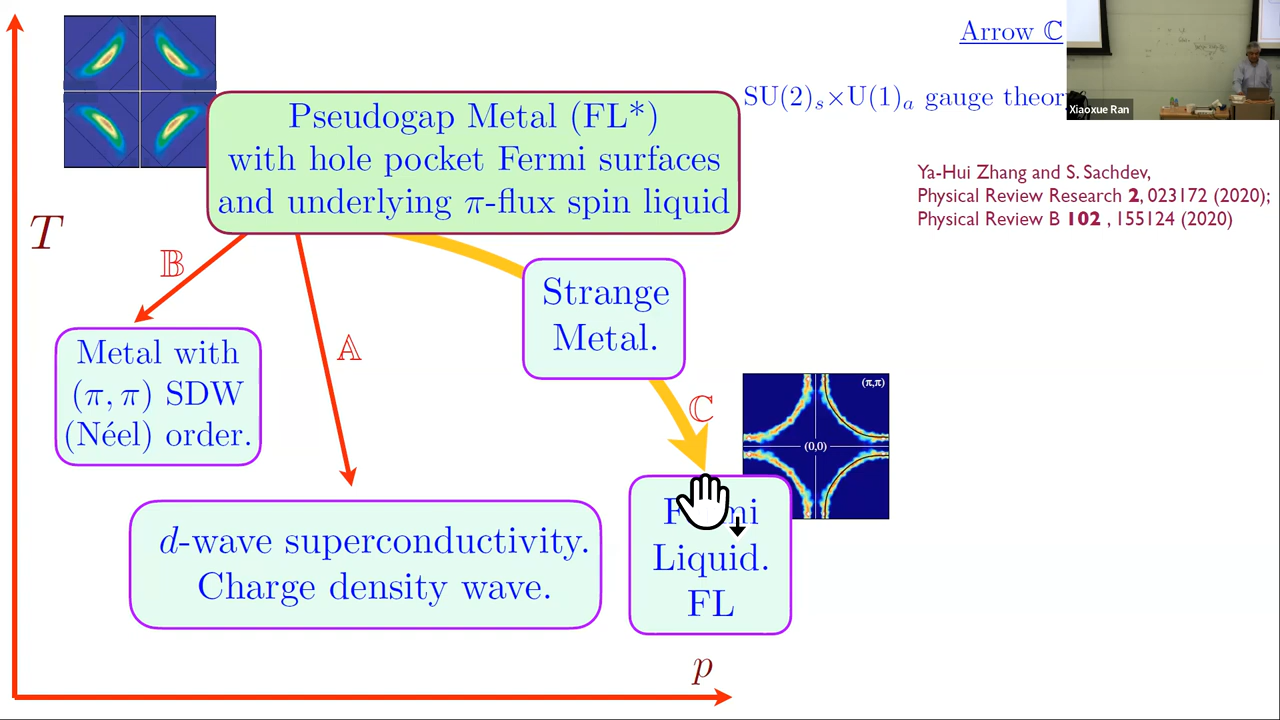 Arrow ℂ
SU(2)ₛ×U(1)ₐ gauge theor
Xiaoxue Ran
Pseudogap Metal (FL*)
with hole pocket Fermi surfaces
and underlying π-flux spin liquid
Ya-Hui Zhang and S. Sachdev,
Physical Review Research 2, 023172 (2020);
Physical Review B 102 , 155124 (2020)
T
𝔹
Strange
Metal.
𝔸
Metal with
(π, π) SDW
(Néel) order.
ℂ
(π,π)
(0,0)
d-wave superconductivity.
Charge density wave.
Liquid.
FL
p